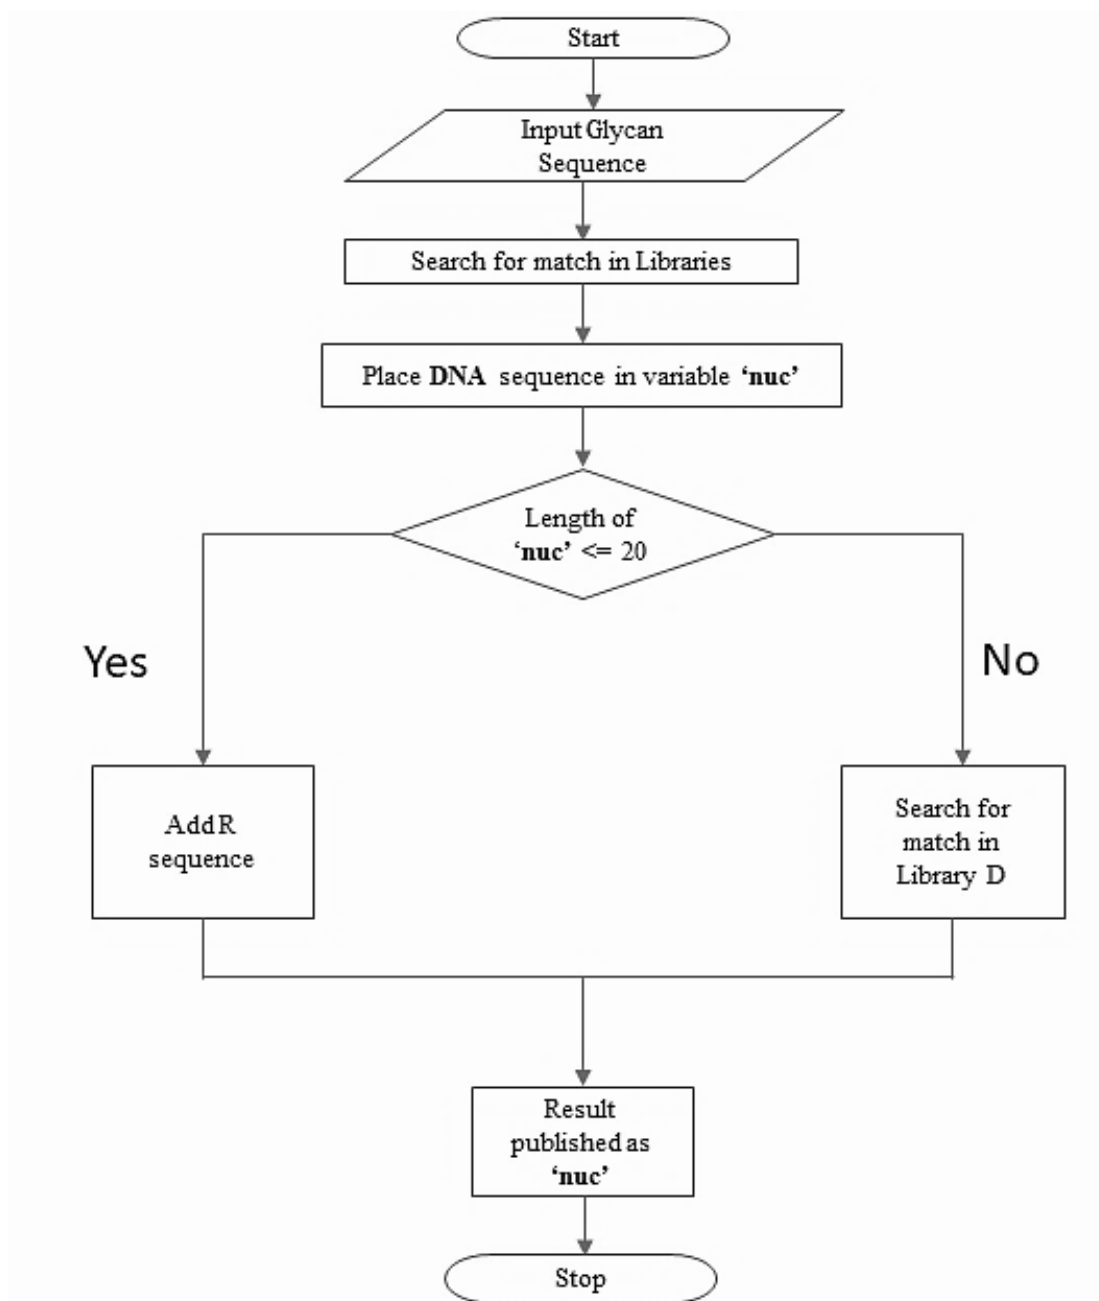 Start
Input Glycan
Sequence
Search for match in Libraries
Place DNA sequence in variable ‘nuc’
Length of
‘nuc’ <= 20
Yes
No
Add R
sequence
Search for
match in
Library D
Result
published as
‘nuc’
Stop